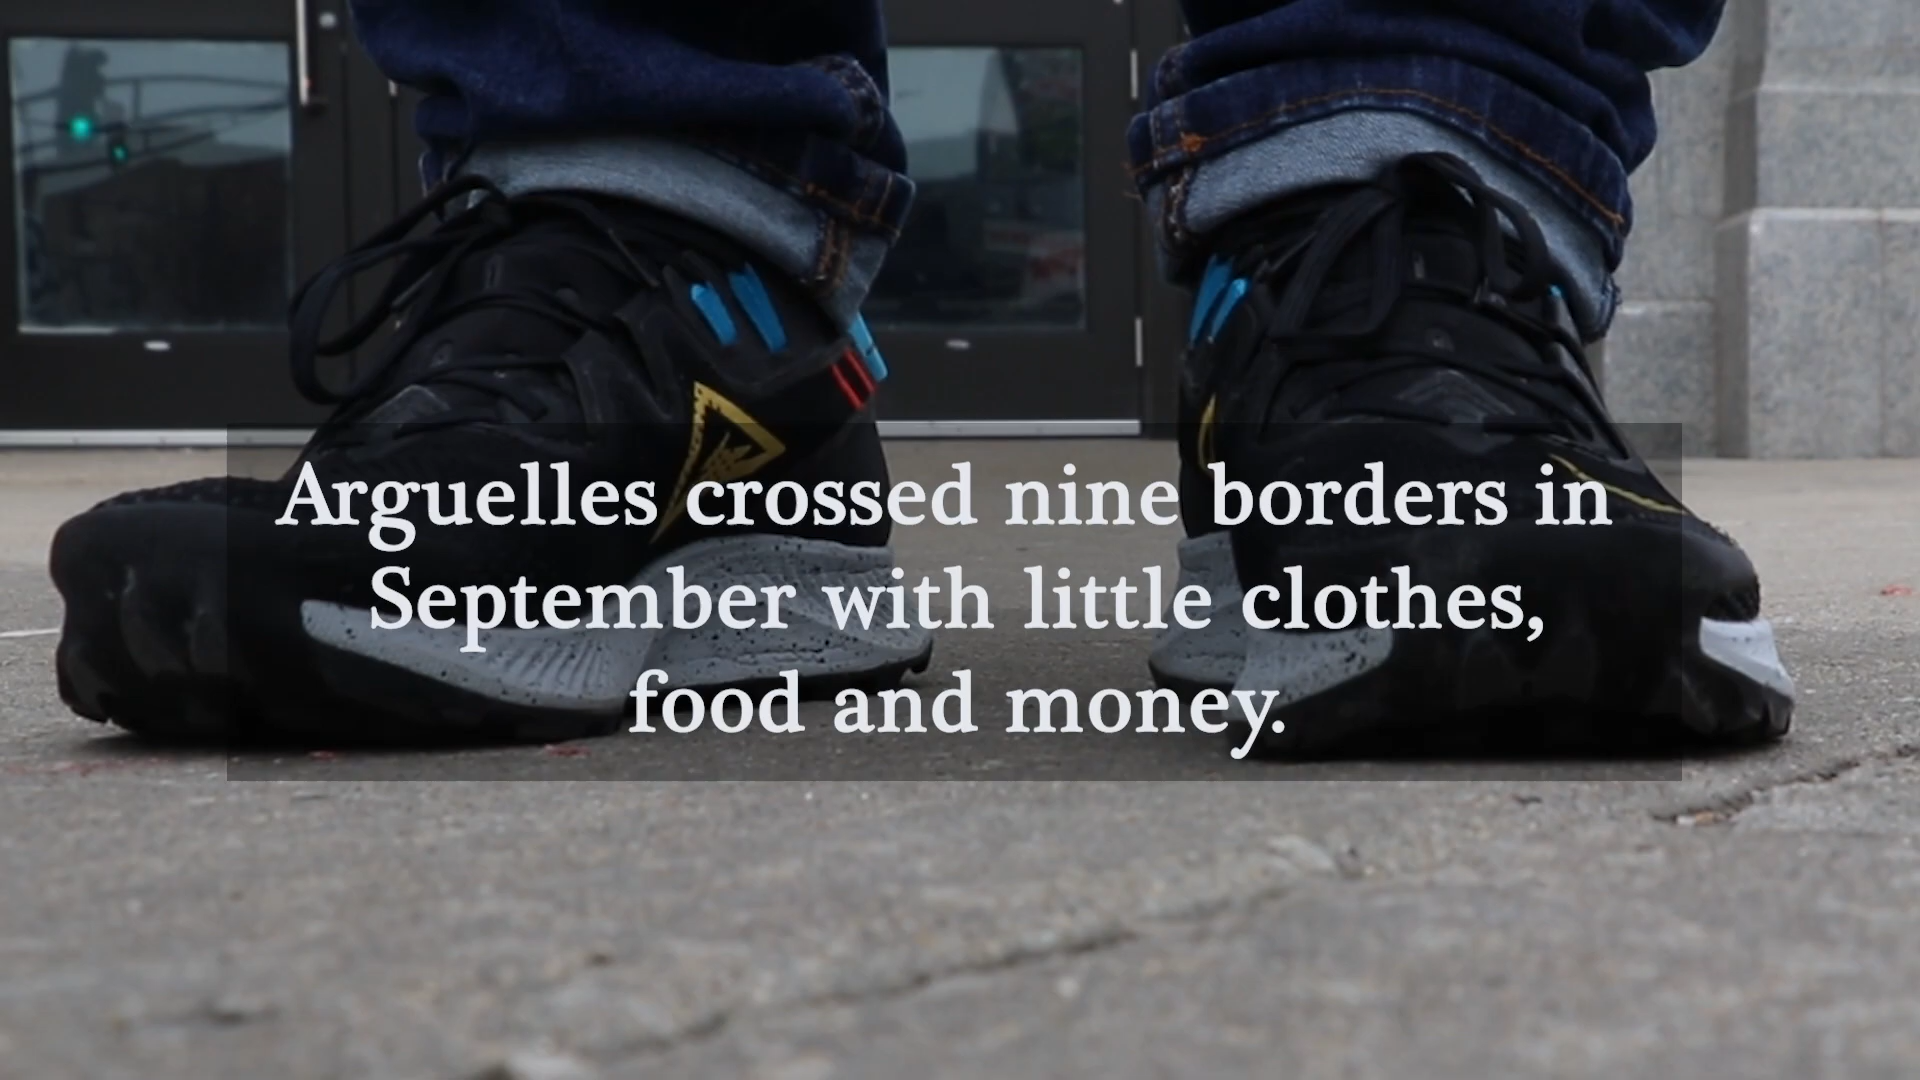 Arguelles crossed nine borders in
September with little clothes,
food and money.